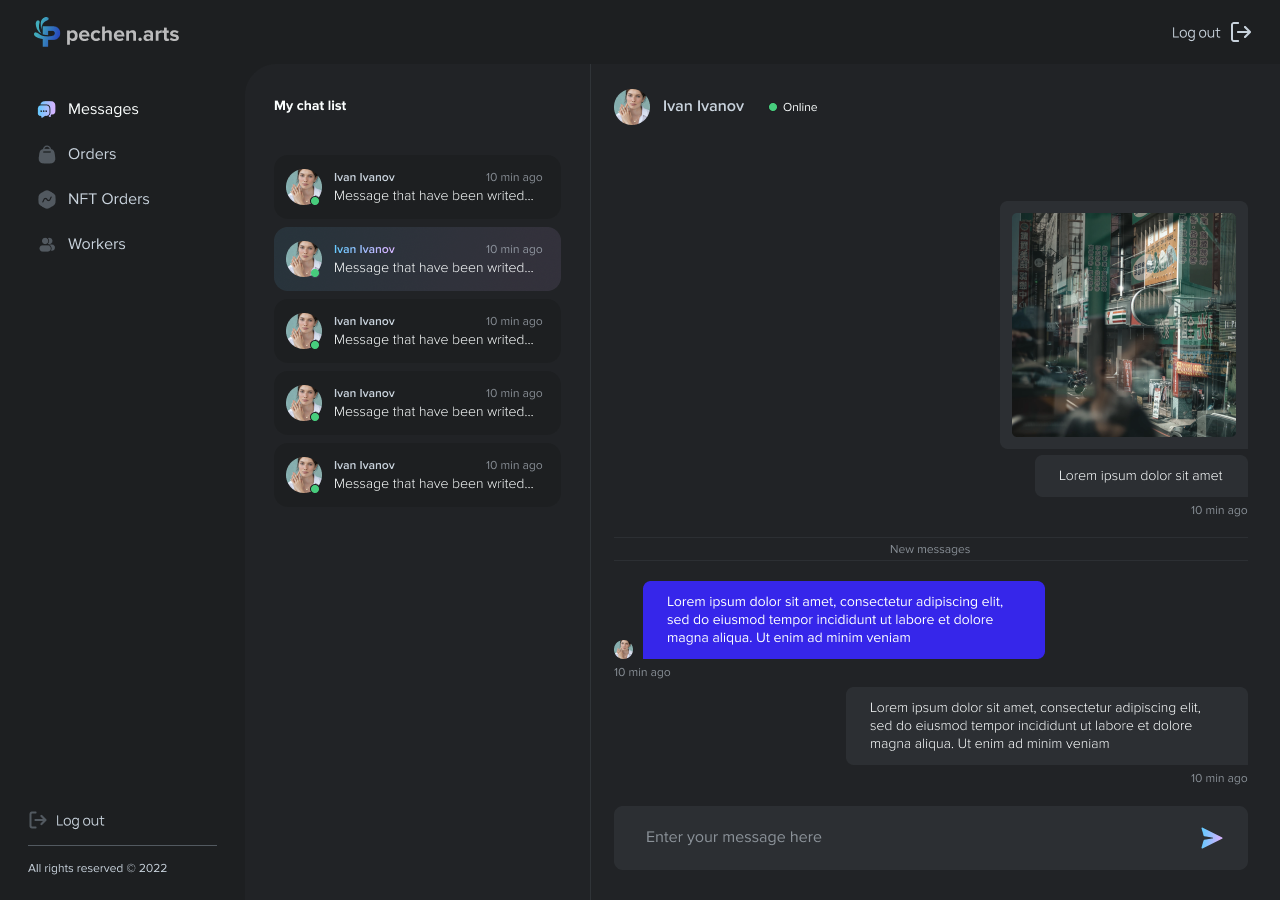 pechen.arts
Log out
Messages
Orders
NFT Orders
Workers
Log out
All rights reserved © 2022
My chat list
Ivan Ivanov 10 min ago
Message that have been writed...
Ivan Ivanov 10 min ago
Message that have been writed...
Ivan Ivanov 10 min ago
Message that have been writed...
Ivan Ivanov 10 min ago
Message that have been writed...
Ivan Ivanov 10 min ago
Message that have been writed...
Ivan Ivanov Online
Lorem ipsum dolor sit amet
10 min ago
New messages
Lorem ipsum dolor sit amet, consectetur adipiscing elit,
sed do eiusmod tempor incididunt ut labore et dolore
magna aliqua. Ut enim ad minim veniam
10 min ago
Lorem ipsum dolor sit amet, consectetur adipiscing elit,
sed do eiusmod tempor incididunt ut labore et dolore
magna aliqua. Ut enim ad minim veniam
10 min ago
Enter your message here